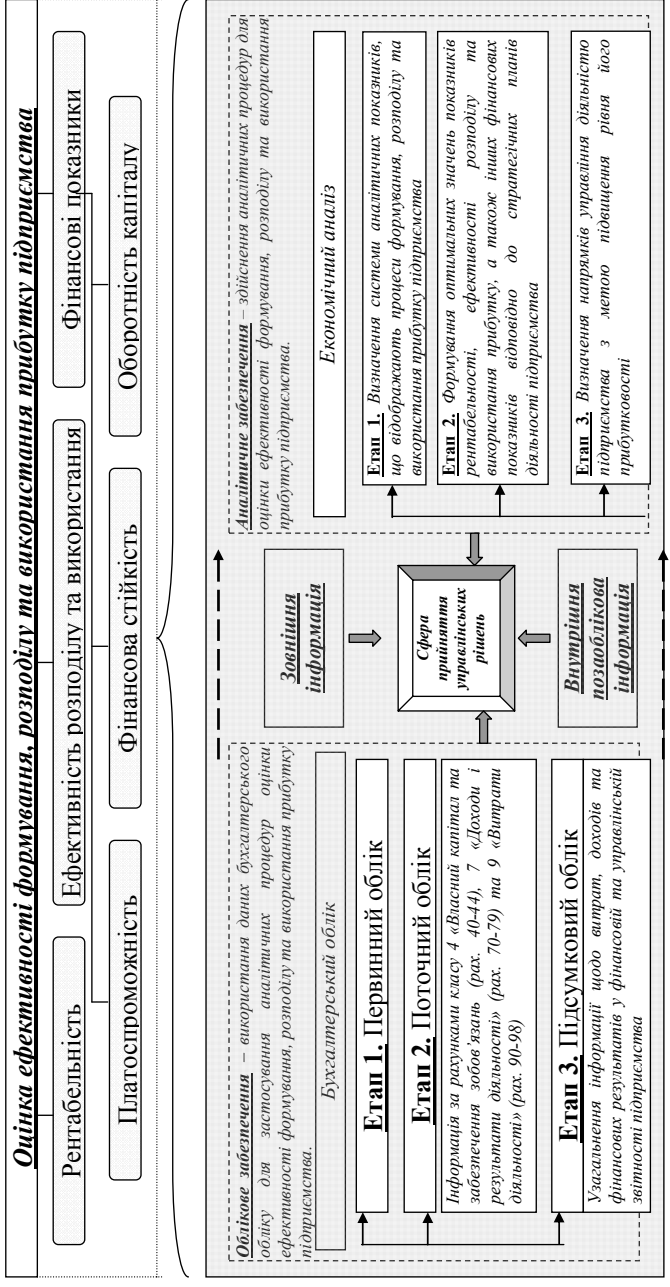 Оцінка ефективності формування, розподілу та використання прибутку підприємства
Рентабельність
Ефективність розподілу та використання
Фінансові показники
Платоспроможність
Фінансова стійкість
Оборотність капіталу
Облікове забезпечення – використання даних бухгалтерського
обліку для застосування аналітичних процедур оцінки
ефективності формування, розподілу та використання прибутку
підприємства.
Бухгалтерський облік
Етап 1. Первинний облік
Етап 2. Поточний облік
Інформація за рахунками класу 4 «Власний капітал та
забезпечення зобов'язань (рах. 40-44), 7 «Доходи і
результати діяльності» (рах. 70-79) та 9 «Витрати
діяльності» (рах. 90-98)
Етап 3. Підсумковий облік
Узагальнення інформації щодо витрат, доходів та
фінансових результатів у фінансовій та управлінській
звітності підприємства
Зовнішня
інформація
Сфера
прийняття
управлінських
рішень
Внутрішня
позаоблікова
інформація
Аналітичне забезпечення – здійснення аналітичних процедур для
оцінки ефективності формування, розподілу та використання
прибутку підприємства.
Економічний аналіз
Етап 1. Визначення системи аналітичних показників,
що відображають процеси формування, розподілу та
використання прибутку підприємства
Етап 2. Формування оптимальних значень показників
рентабельності, ефективності розподілу та
використання прибутку, а також інших фінансових
показників відповідно до стратегічних планів
діяльності підприємства
Етап 3. Визначення напрямків управління діяльністю
підприємства з метою підвищення рівня його
прибутковості